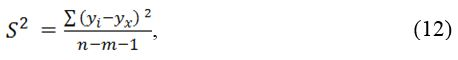 S² = Σ(yᵢ−yₓ)² / n−m−1, (12)